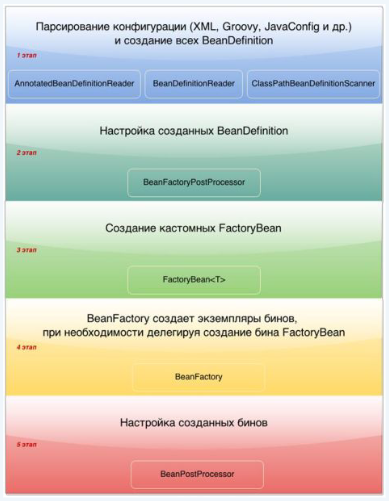 Парсирование конфигурации (XML, Groovy, JavaConfig и др.)
и создание всех BeanDefinition
1 этап
AnnotatedBeanDefinitionReader BeanDefinitionReader ClassPathBeanDefinitionScanner
Настройка созданных BeanDefinition
2 этап
BeanFactoryPostProcessor
Создание кастомных FactoryBean
3 этап
FactoryBean<T>
BeanFactory создает экземпляры бинов,
при необходимости делегируя создание бина FactoryBean
4 этап
BeanFactory
Настройка созданных бинов
5 этап
BeanPostProcessor